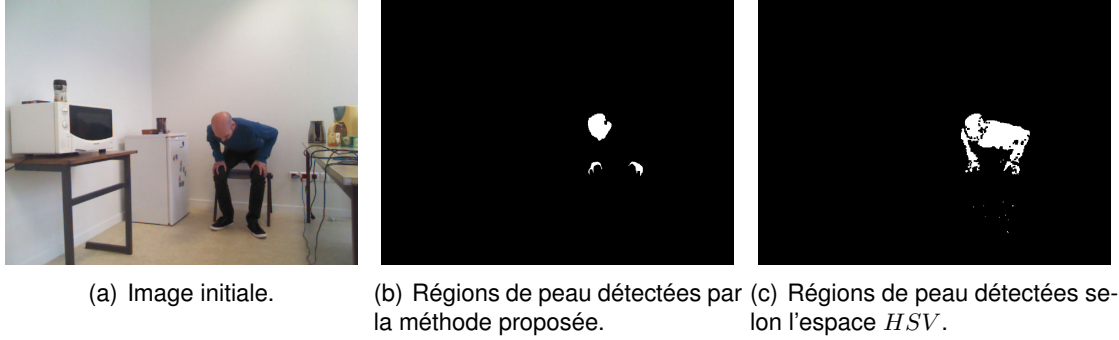 (a) Image initiale.
(b) Régions de peau détectées par
la méthode proposée.
(c) Régions de peau détectées se-
lon l'espace HSV.